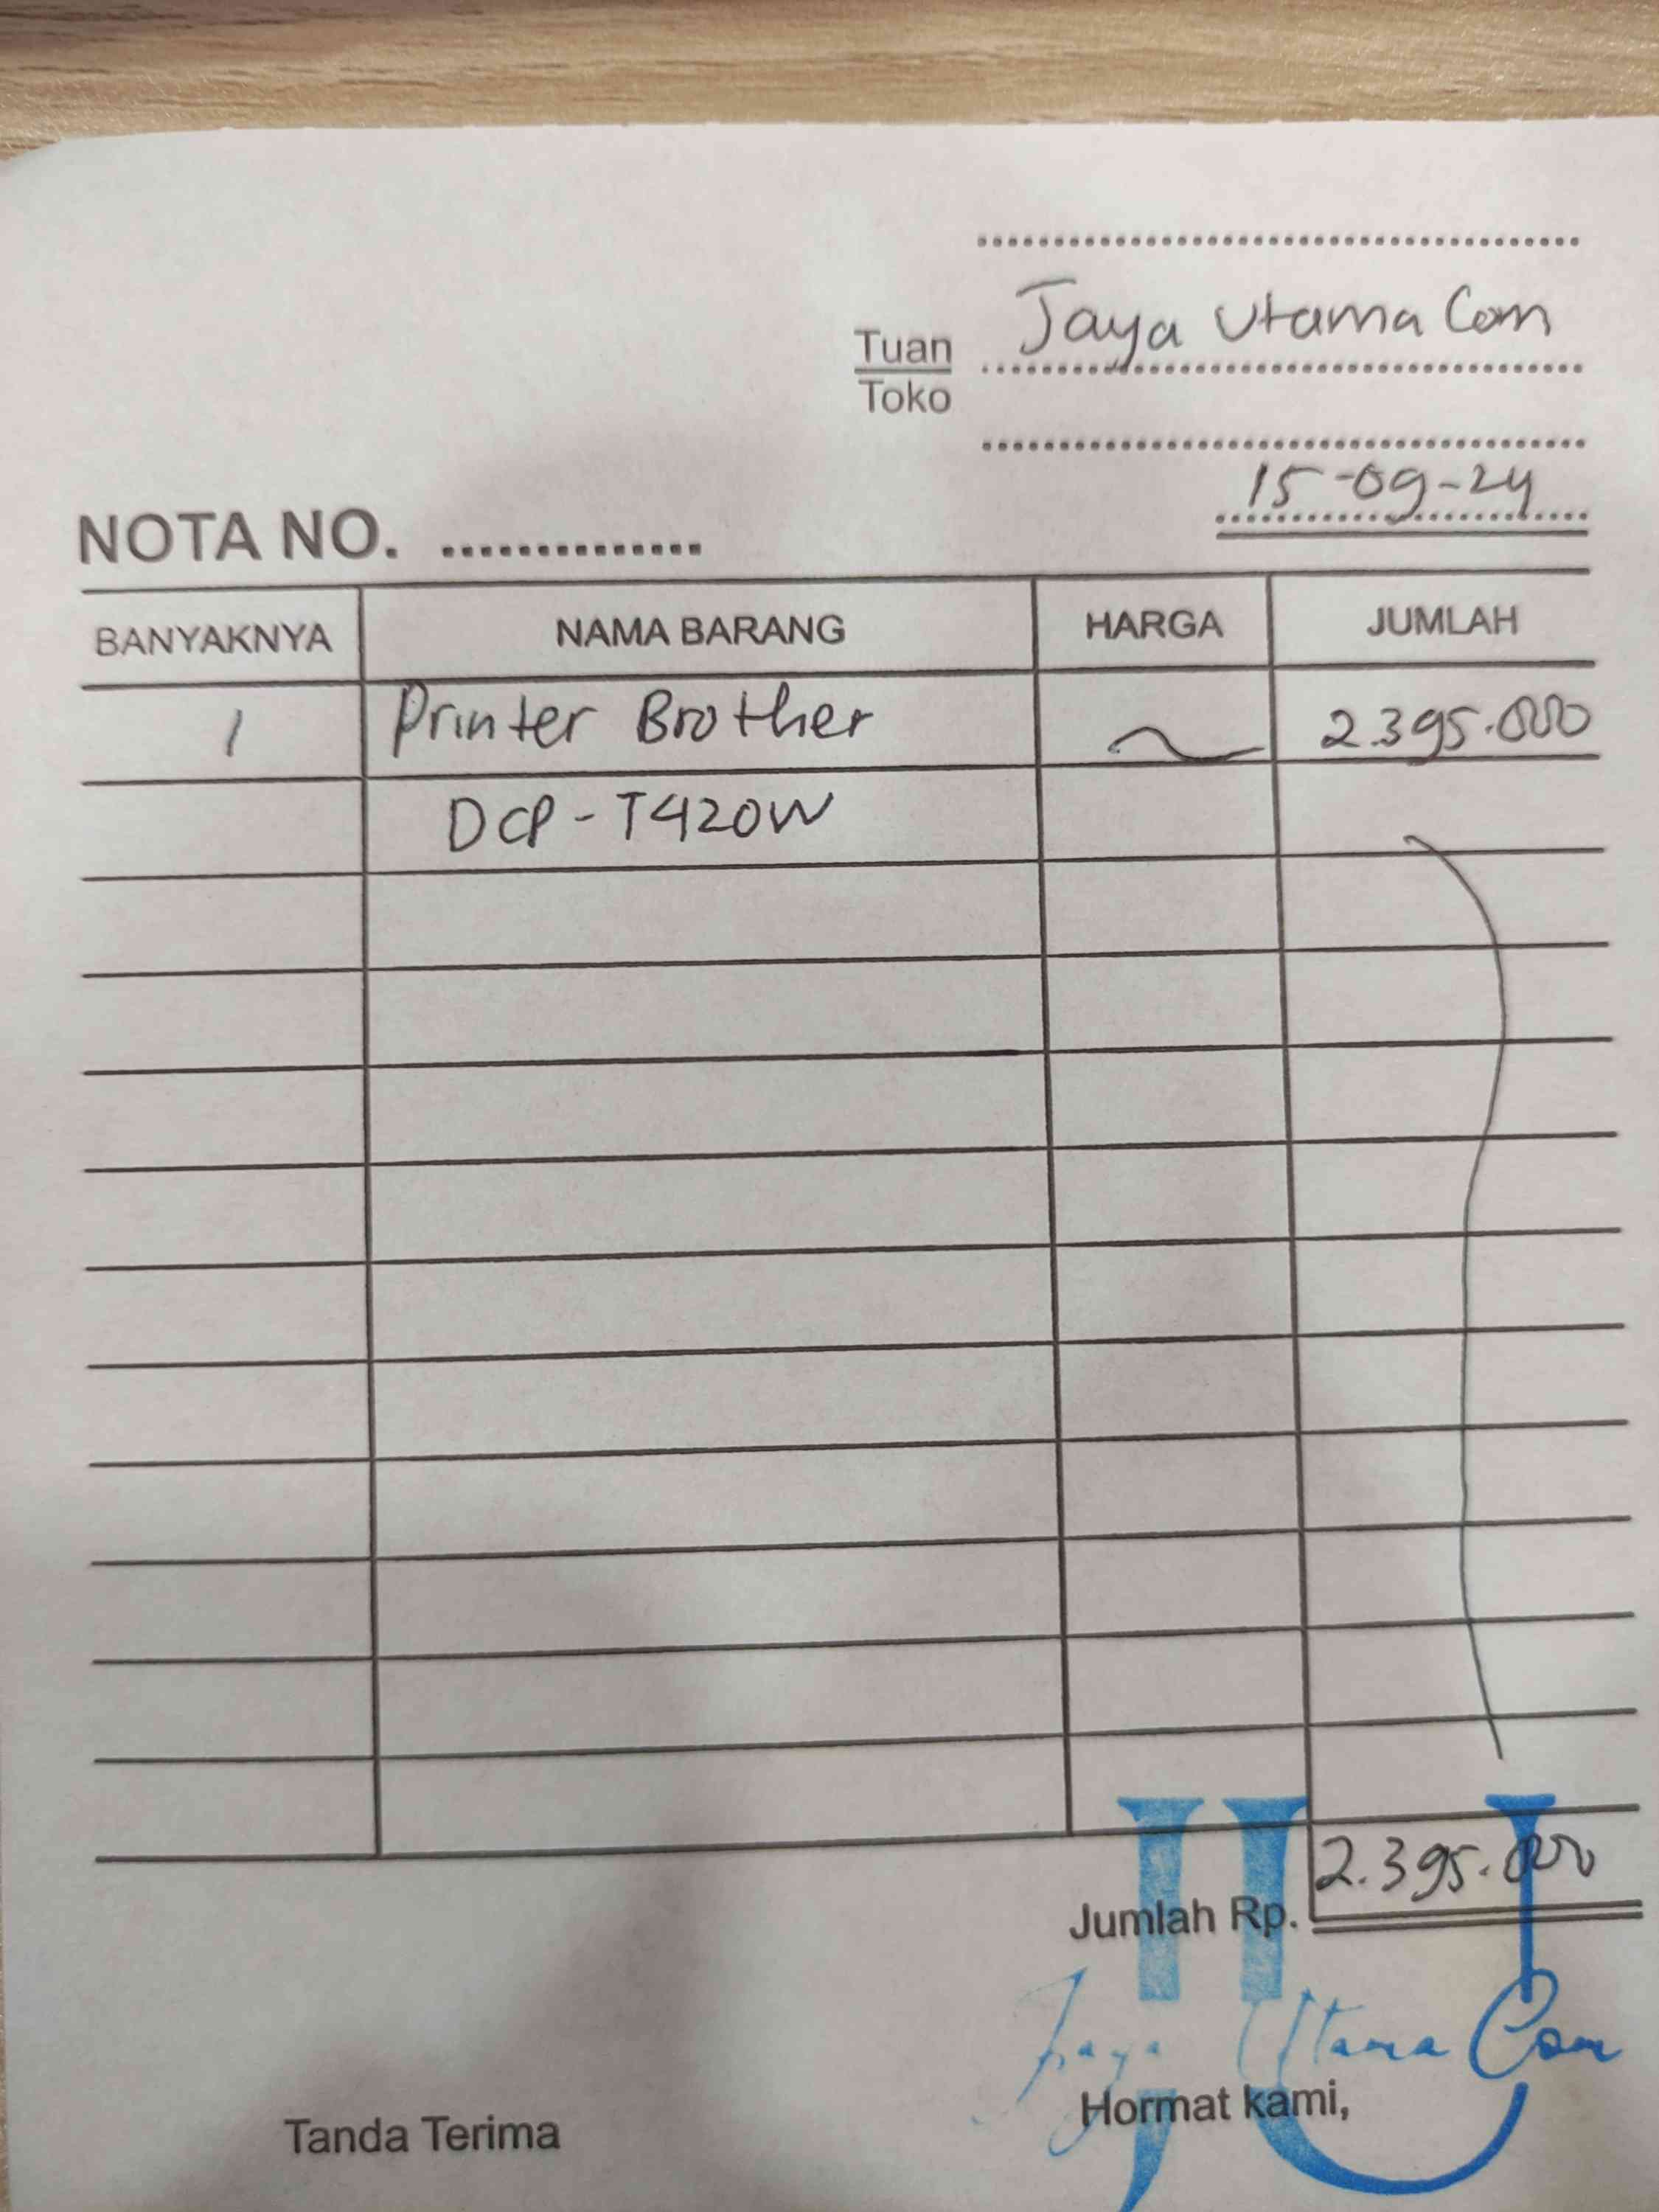 Jaya Utama Com
Tuan
Toko
15-09-24
NOTA NO. ..............
BANYAKNYA NAMA BARANG HARGA JUMLAH
1 Printer Brother ~ 2.395.000
DCP - T420W
Jumlah Rp. 2.395.000
JU
Jaya Utama Com
Tanda Terima Hormat kami,